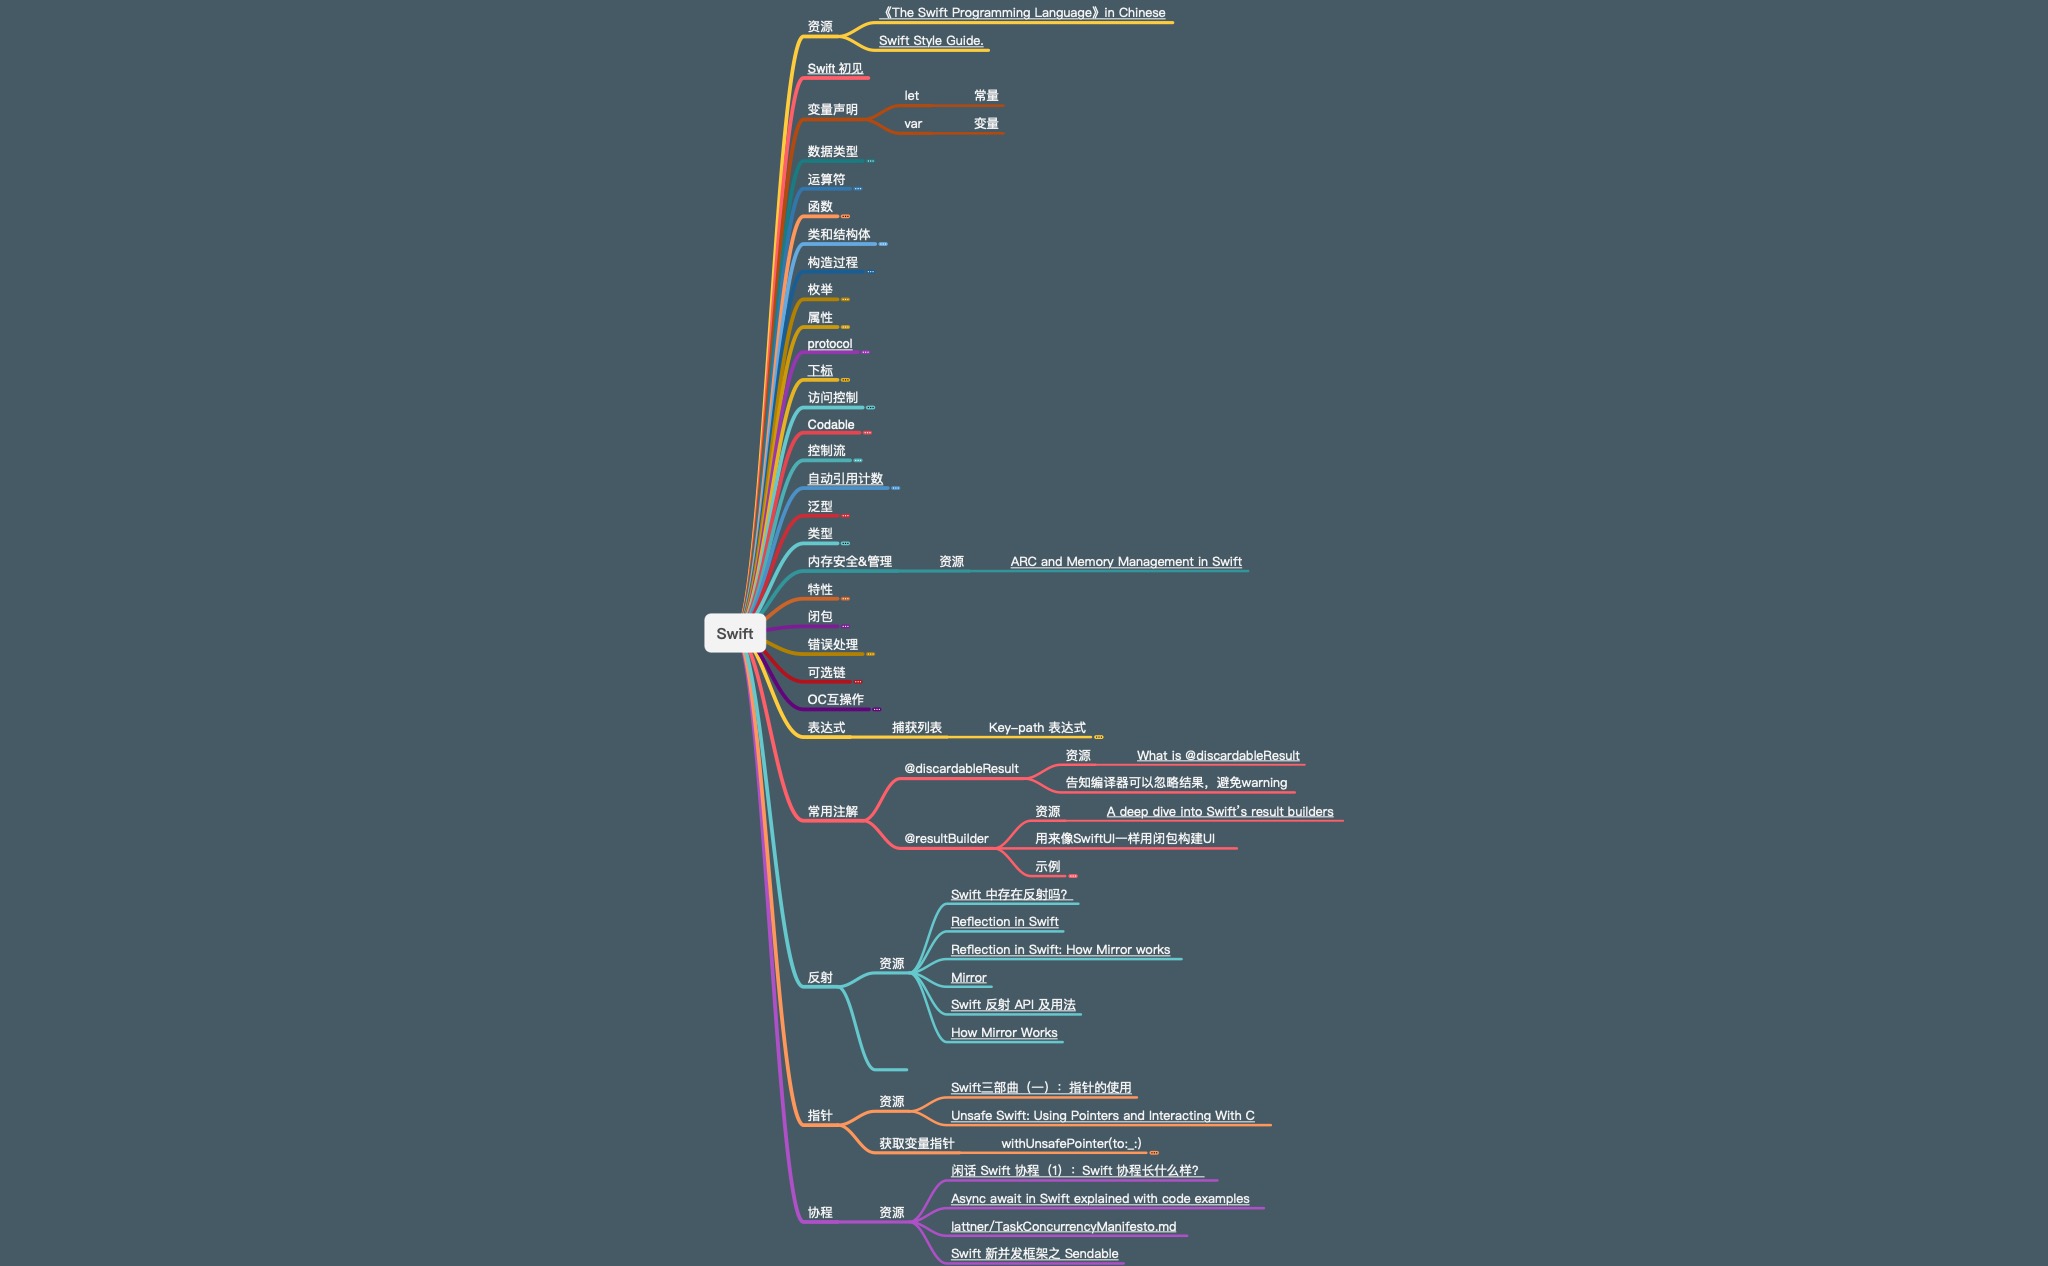 《The Swift Programming Language》in Chinese
资源
Swift Style Guide.
Swift 初见
let 常量
变量声明
var 变量
数据类型
运算符
函数
类和结构体
构造过程
枚举
属性
protocol
下标
访问控制
Codable
控制流
自动引用计数
泛型
类型
内存安全&管理 资源 ARC and Memory Management in Swift
特性
闭包
Swift
错误处理
可选链
OC互操作
表达式 捕获列表 Key-path 表达式
资源 What is @discardableResult
@discardableResult
告知编译器可以忽略结果，避免warning
常用注解
资源 A deep dive into Swift's result builders
@resultBuilder
用来像SwiftUI一样用闭包构建UI
示例
Swift 中存在反射吗？
Reflection in Swift
Reflection in Swift: How Mirror works
资源
反射
Mirror
Swift 反射 API 及用法
How Mirror Works
Swift三部曲（一）：指针的使用
资源
指针
Unsafe Swift: Using Pointers and Interacting With C
获取变量指针 withUnsafePointer(to:_:)
闲话 Swift 协程（1）：Swift 协程长什么样？
Async await in Swift explained with code examples
协程 资源
lattner/TaskConcurrencyManifesto.md
Swift 新并发框架之 Sendable